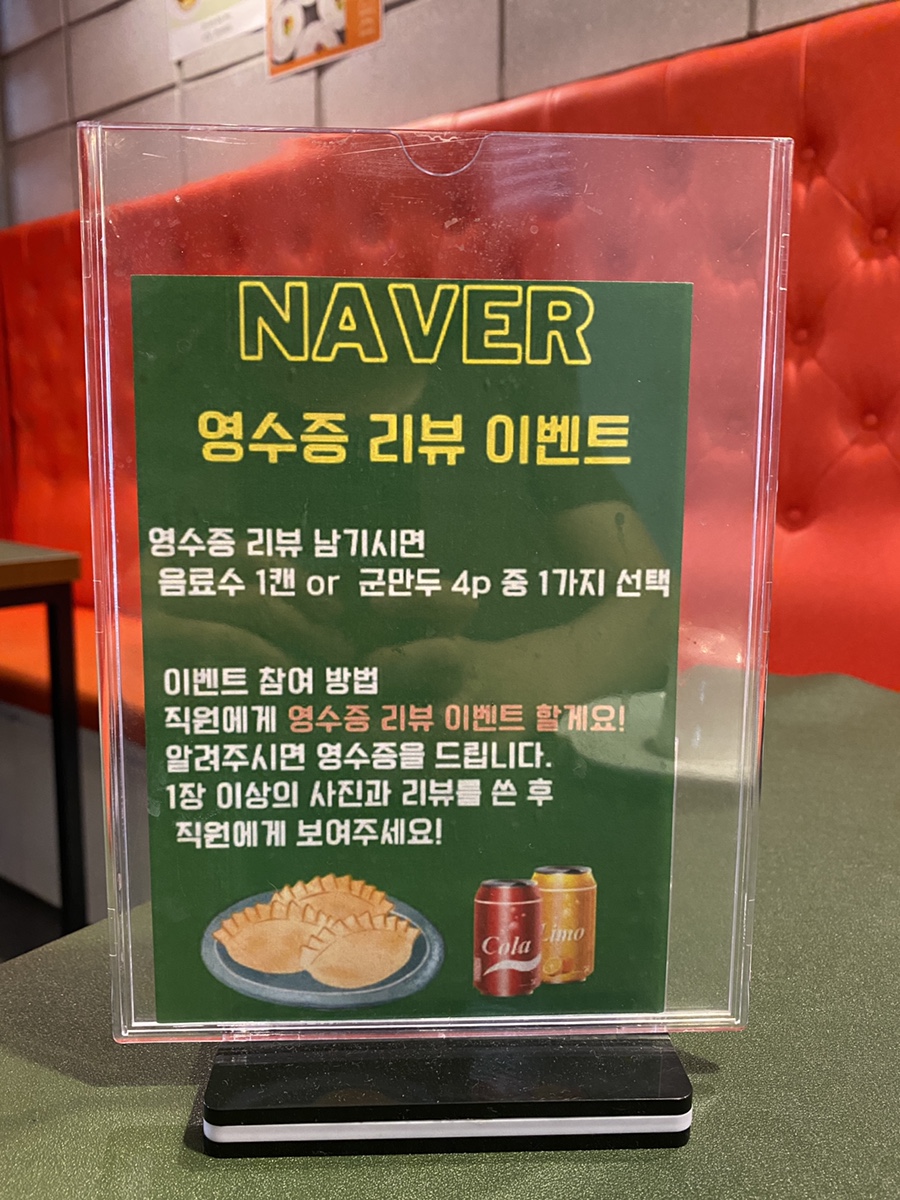 NAVER
영수증 리뷰 이벤트
영수증 리뷰 남기시면
음료수 1캔 or 군만두 4p 중 1가지 선택
이벤트 참여 방법
직원에게 영수증 리뷰 이벤트 할게요!
알려주시면 영수증을 드립니다.
1장 이상의 사진과 리뷰를 쓴 후
직원에게 보여주세요!
Cola
Limo